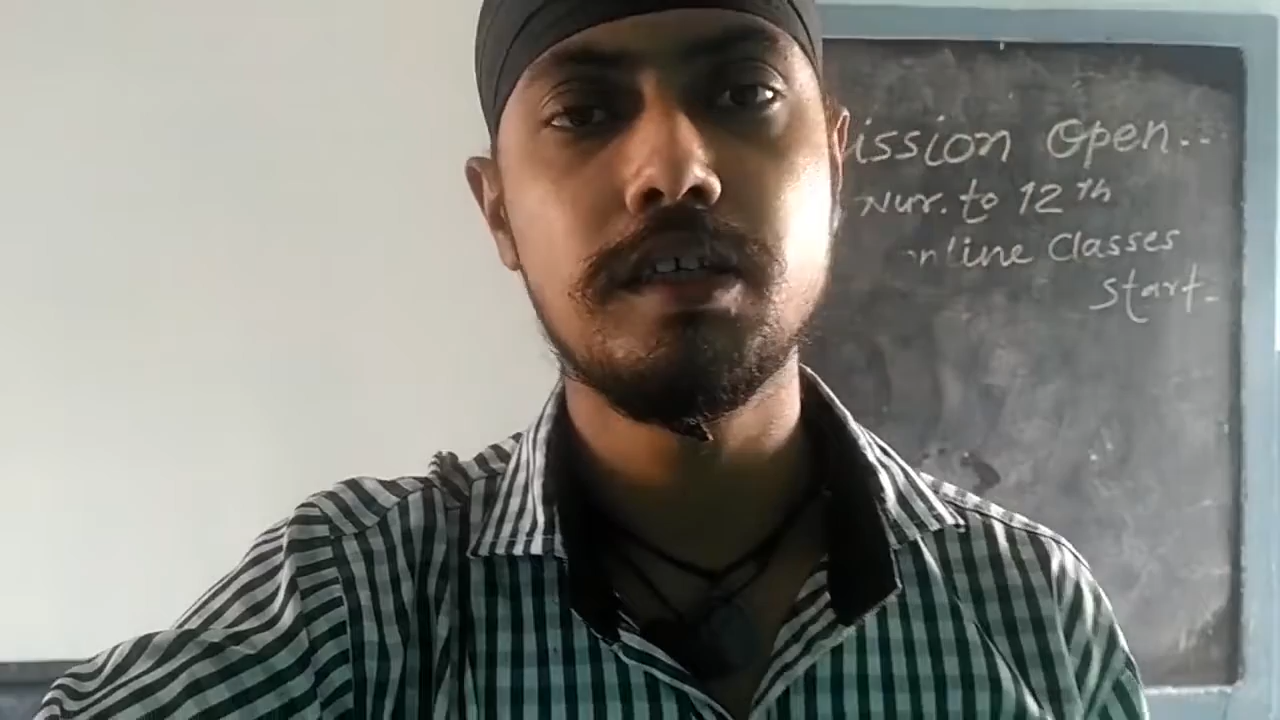 ission Open...
Nur. to 12th
nline Classes
Start-